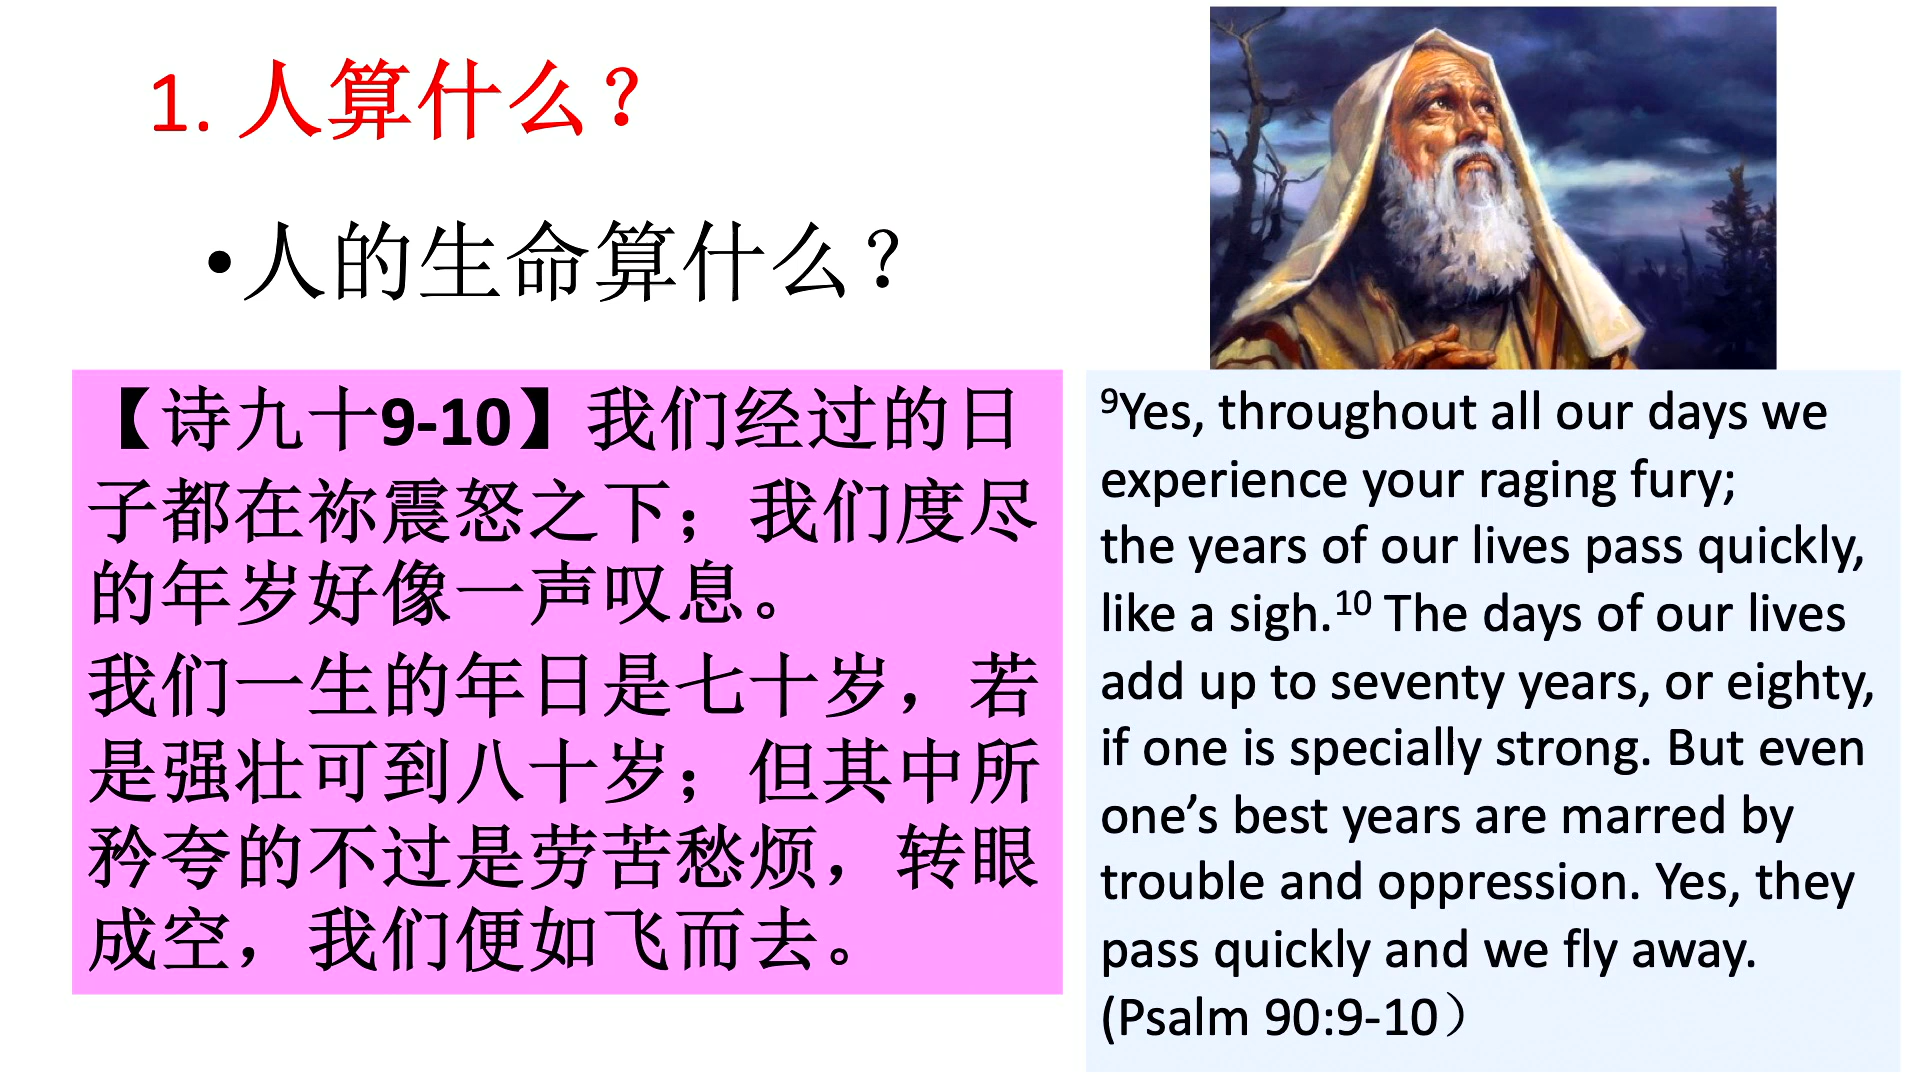 1. 人算什么？
•人的生命算什么？
【诗九十9-10】我们经过的日
子都在祢震怒之下；我们度尽
的年岁好像一声叹息。
我们一生的年日是七十岁，若
是强壮可到八十岁；但其中所
矜夸的不过是劳苦愁烦，转眼
成空，我们便如飞而去。
⁹Yes, throughout all our days we
experience your raging fury;
the years of our lives pass quickly,
like a sigh.¹⁰ The days of our lives
add up to seventy years, or eighty,
if one is specially strong. But even
one’s best years are marred by
trouble and oppression. Yes, they
pass quickly and we fly away.
(Psalm 90:9-10）